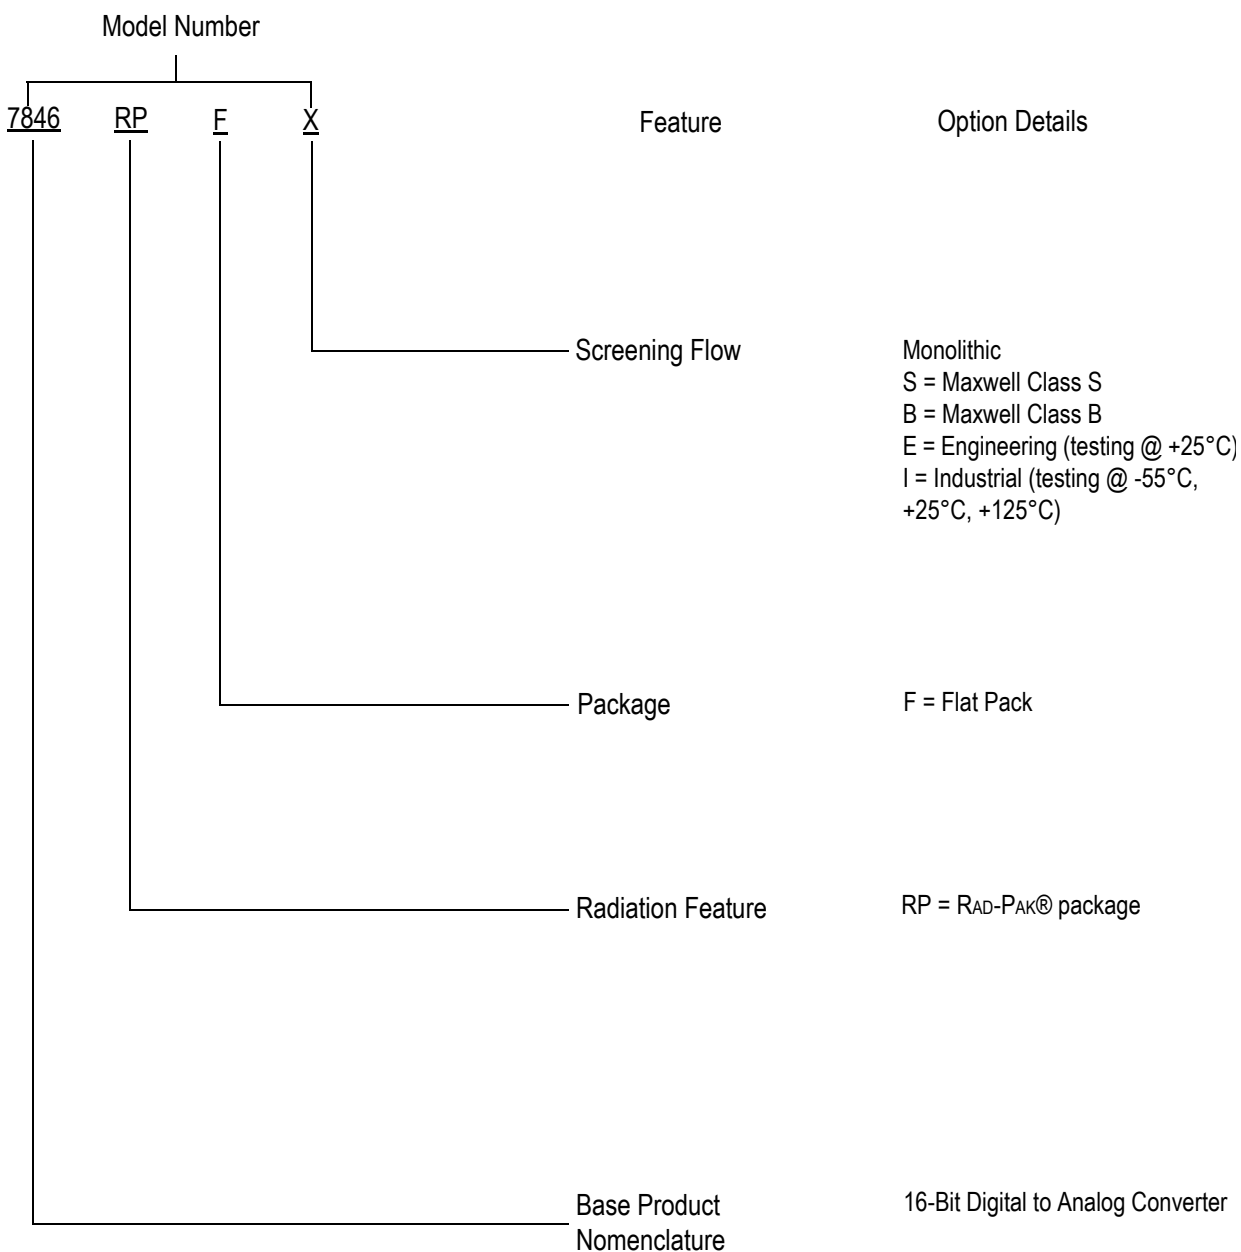 Model Number
7846 RP F X
Feature Option Details
Screening Flow Monolithic
S = Maxwell Class S
B = Maxwell Class B
E = Engineering (testing @ +25°C)
I = Industrial (testing @ -55°C,
+25°C, +125°C)
Package F = Flat Pack
Radiation Feature RP = RAD-PAK® package
Base Product 16-Bit Digital to Analog Converter
Nomenclature